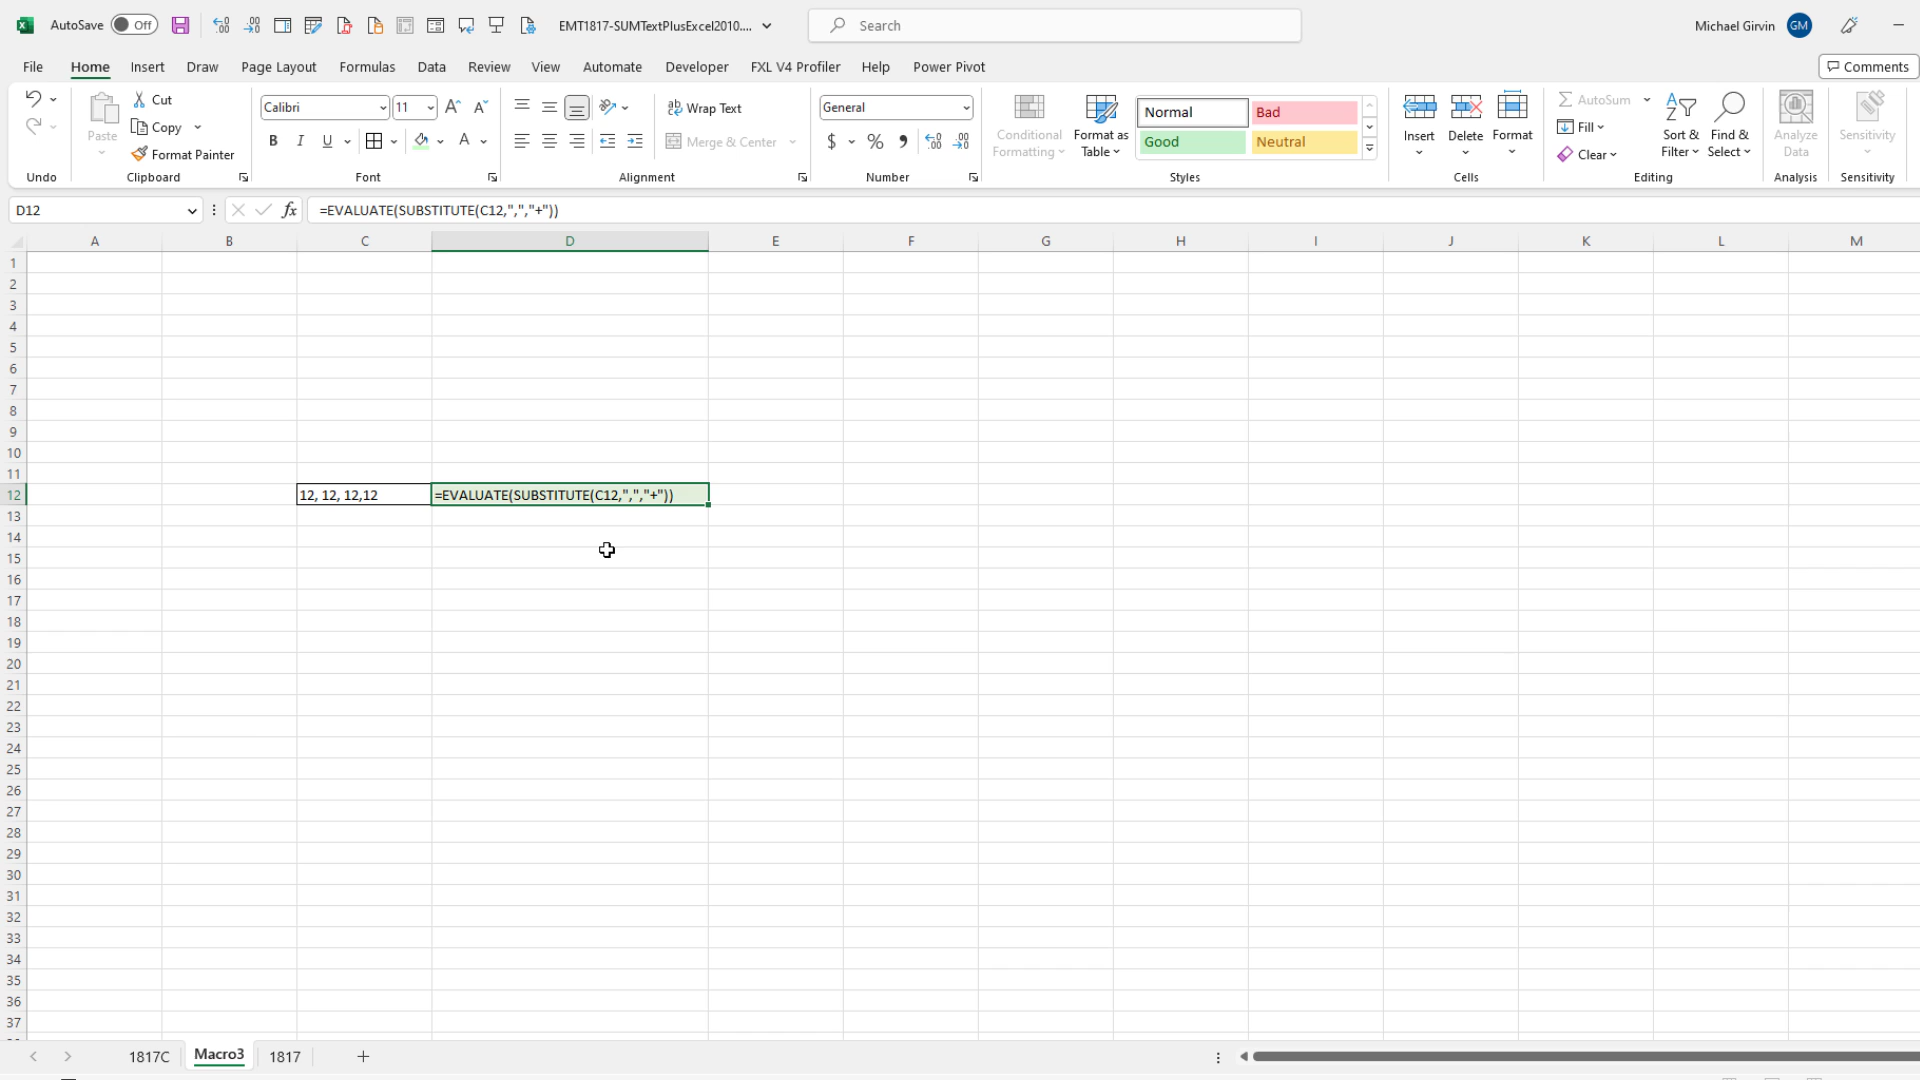 AutoSave Off EMT1817-SUMTextPlusExcel2010.... Search Michael Girvin GM
File Home Insert Draw Page Layout Formulas Data Review View Automate Developer FXL V4 Profiler Help Power Pivot Comments
Paste Cut Copy Format Painter
Calibri 11
B I U A
Wrap Text
Merge & Center
General
$ %
Conditional Formatting
Format as Table
Normal Bad
Good Neutral
Insert Delete Format
AutoSum
Fill
Clear
Sort & Filter
Find & Select
Analyze Data
Sensitivity
Undo Clipboard Font Alignment Number Styles Cells Editing Analysis Sensitivity
D12 fx =EVALUATE(SUBSTITUTE(C12,",","+"))
A B C D E F G H I J K L M
1
2
3
4
5
6
7
8
9
10
11
12 12, 12, 12,12 =EVALUATE(SUBSTITUTE(C12,",","+"))
13
14
15
16
17
18
19
20
21
22
23
24
25
26
27
28
29
30
31
32
33
34
35
36
37
1817C Macro3 1817